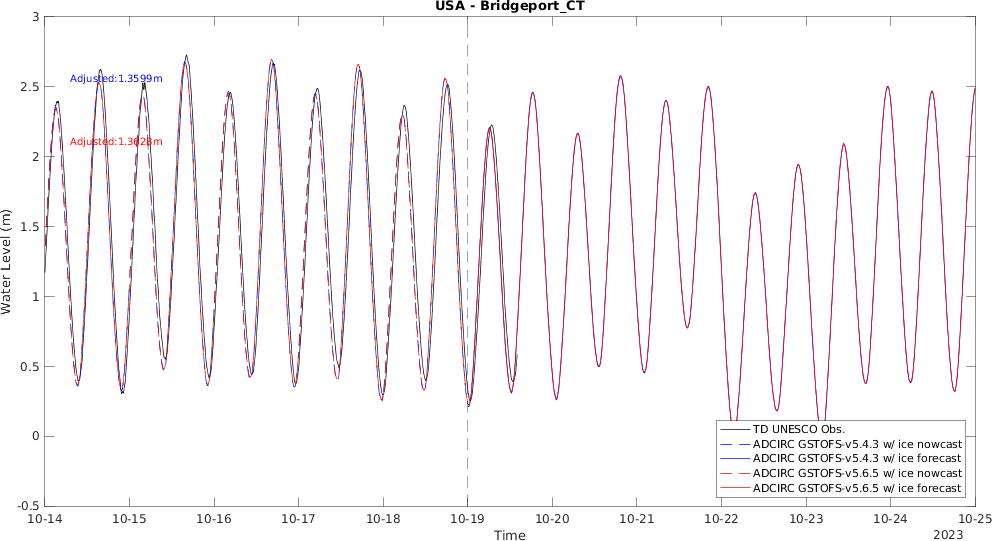 USA - Bridgeport_CT
3
2.5
2
1.5
1
0.5
0
-0.5
Water Level (m)
Adjusted:1.3599m
Adjusted:1.3628m
TD UNESCO Obs.
ADCIRC GSTOFS-v5.4.3 w/ ice nowcast
ADCIRC GSTOFS-v5.4.3 w/ ice forecast
ADCIRC GSTOFS-v5.6.5 w/ ice nowcast
ADCIRC GSTOFS-v5.6.5 w/ ice forecast
10-14 10-15 10-16 10-17 10-18 10-19 10-20 10-21 10-22 10-23 10-24 10-25
Time
2023